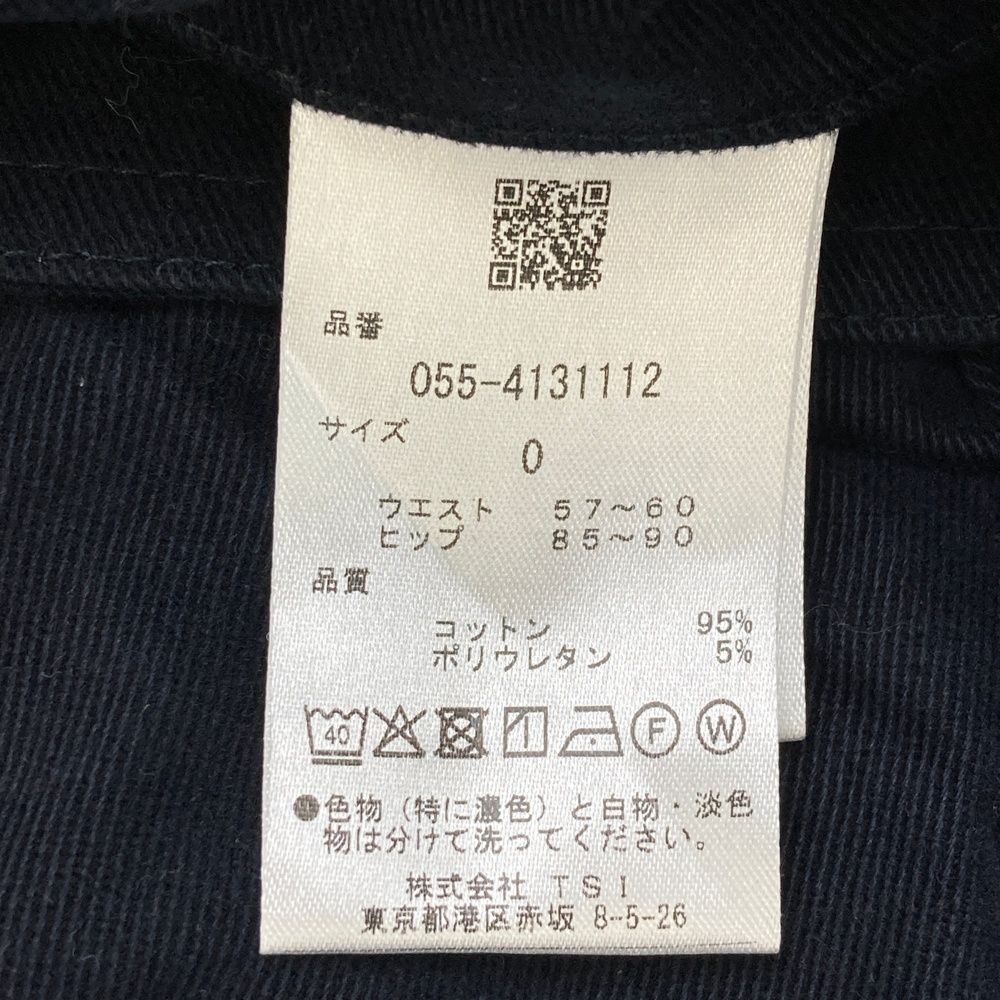 品番
055-4131112
サイズ
0
ウエスト 57〜60
ヒップ 85〜90
品質
コットン 95%
ポリウレタン 5%
40 F W
●色物（特に濃色）と白物・淡色
物は分けて洗ってください。
株式会社 TSI
東京都港区赤坂 8-5-26